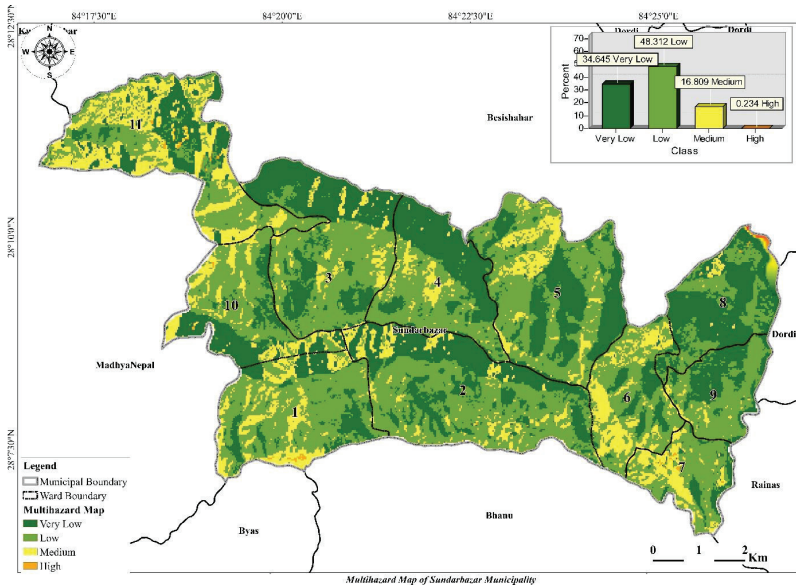 84°17'30"E 84°20'0"E 84°22'30"E 84°25'0"E
28°12'30"N
28°10'0"N
28°7'30"N
N
W E
S
Dordi
70
60
50
40
30
20
10
0
Percent
34.645 Very Low
48.312 Low
16.809 Medium
0.234 High
Very Low Low Medium High
Class
Besishahar
11
3
4
5
8
10
Sundarbazar
Dordi
MadhyaNepal
1
2
6
9
7
Rainas
Byas
Bhanu
Legend
Municipal Boundary
Ward Boundary
Multihazard Map
Very Low
Low
Medium
High
0 1 2
Km
Multihazard Map of Sundarbazar Municipality